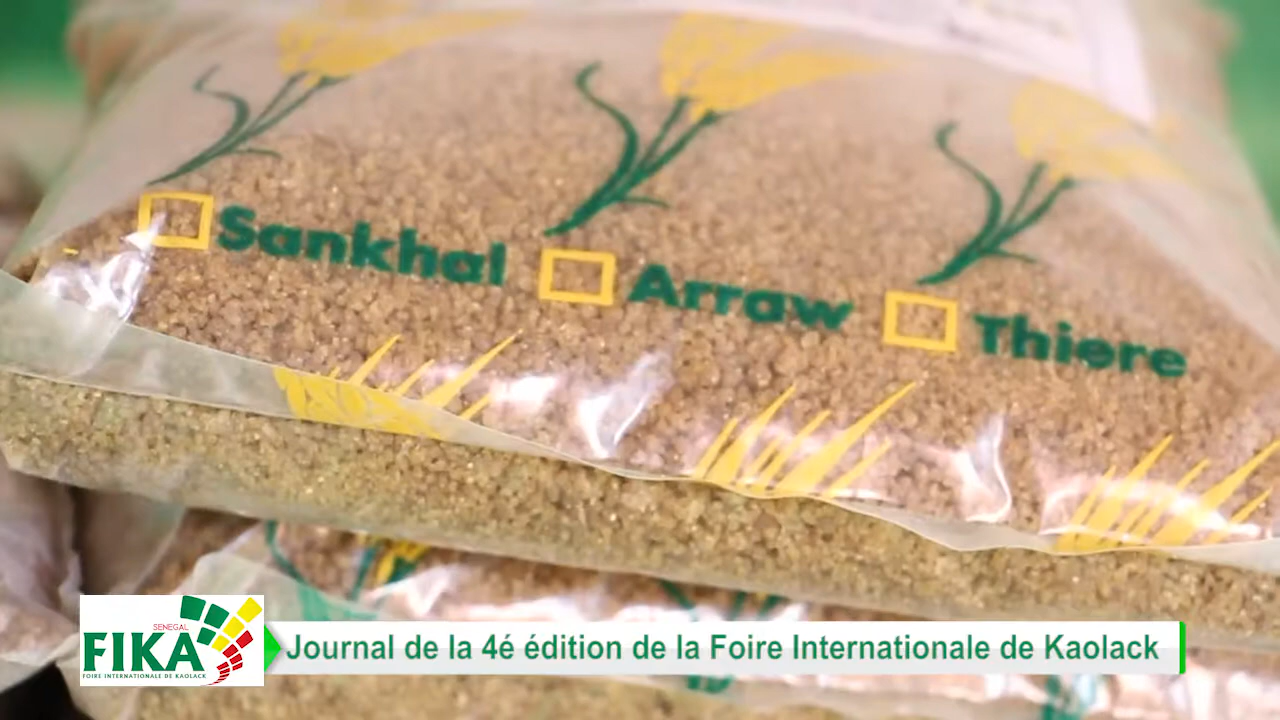 Sankhal Arraw Thiere
SENEGAL
FIKA
FOIRE INTERNATIONALE DE KAOLACK
Journal de la 4é édition de la Foire Internationale de Kaolack